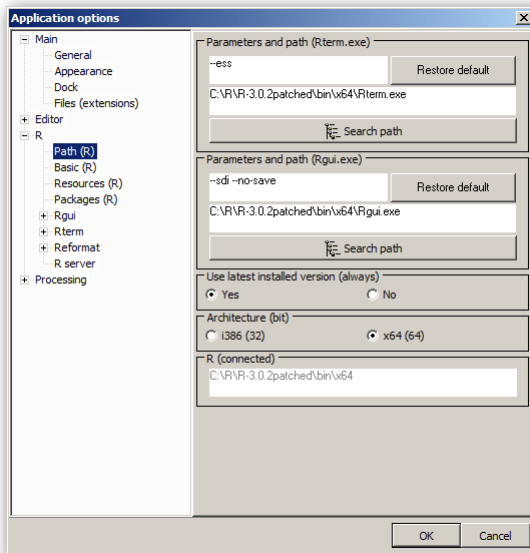 Application options
Main
General
Appearance
Dock
Files (extensions)
Editor
R
Path (R)
Basic (R)
Resources (R)
Packages (R)
Rgui
Rterm
Reformat
R server
Processing
Parameters and path (Rterm.exe)
--ess
Restore default
C:\R\R-3.0.2patched\bin\x64\Rterm.exe
Search path
Parameters and path (Rgui.exe)
--sdi --no-save
Restore default
C:\R\R-3.0.2patched\bin\x64\Rgui.exe
Search path
Use latest installed version (always)
Yes No
Architecture (bit)
i386 (32) x64 (64)
R (connected)
C:\R\R-3.0.2patched\bin\x64
OK Cancel